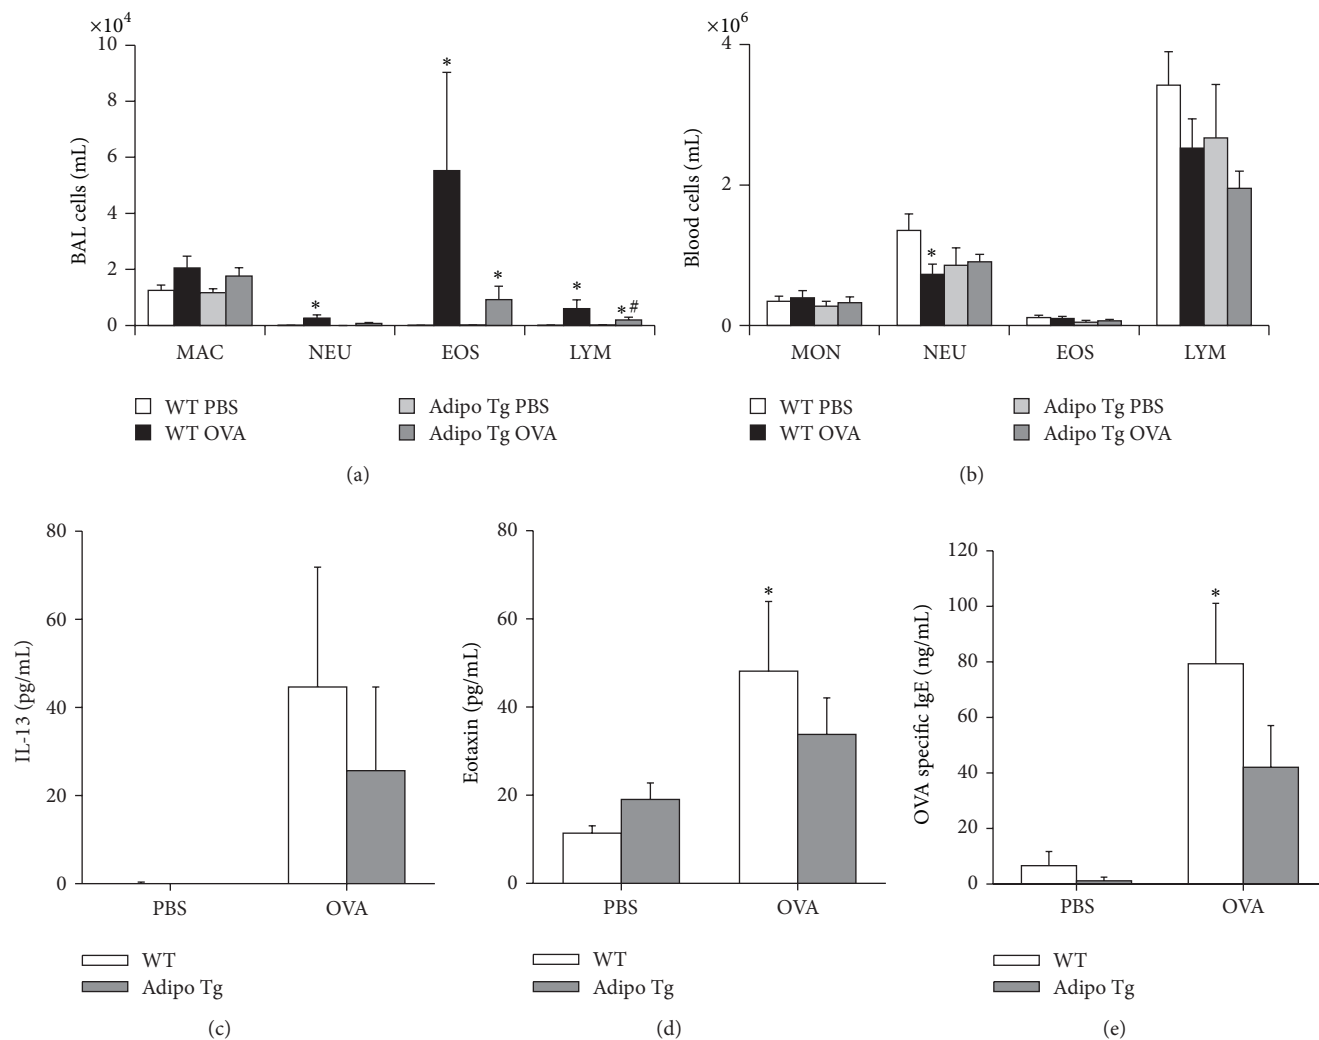 ×10⁴
10
8
6
4
2
0
BAL cells (mL)
*
*
*
*
*#
MAC NEU EOS LYM
WT PBS Adipo Tg PBS
WT OVA Adipo Tg OVA
(a)
×10⁶
4
2
0
Blood cells (mL)
*
MON NEU EOS LYM
WT PBS Adipo Tg PBS
WT OVA Adipo Tg OVA
(b)
80
60
40
20
0
IL-13 (pg/mL)
PBS OVA
WT
Adipo Tg
(c)
80
60
40
20
0
Eotaxin (pg/mL)
*
PBS OVA
WT
Adipo Tg
(d)
120
100
80
60
40
20
0
OVA specific IgE (ng/mL)
*
PBS OVA
WT
Adipo Tg
(e)